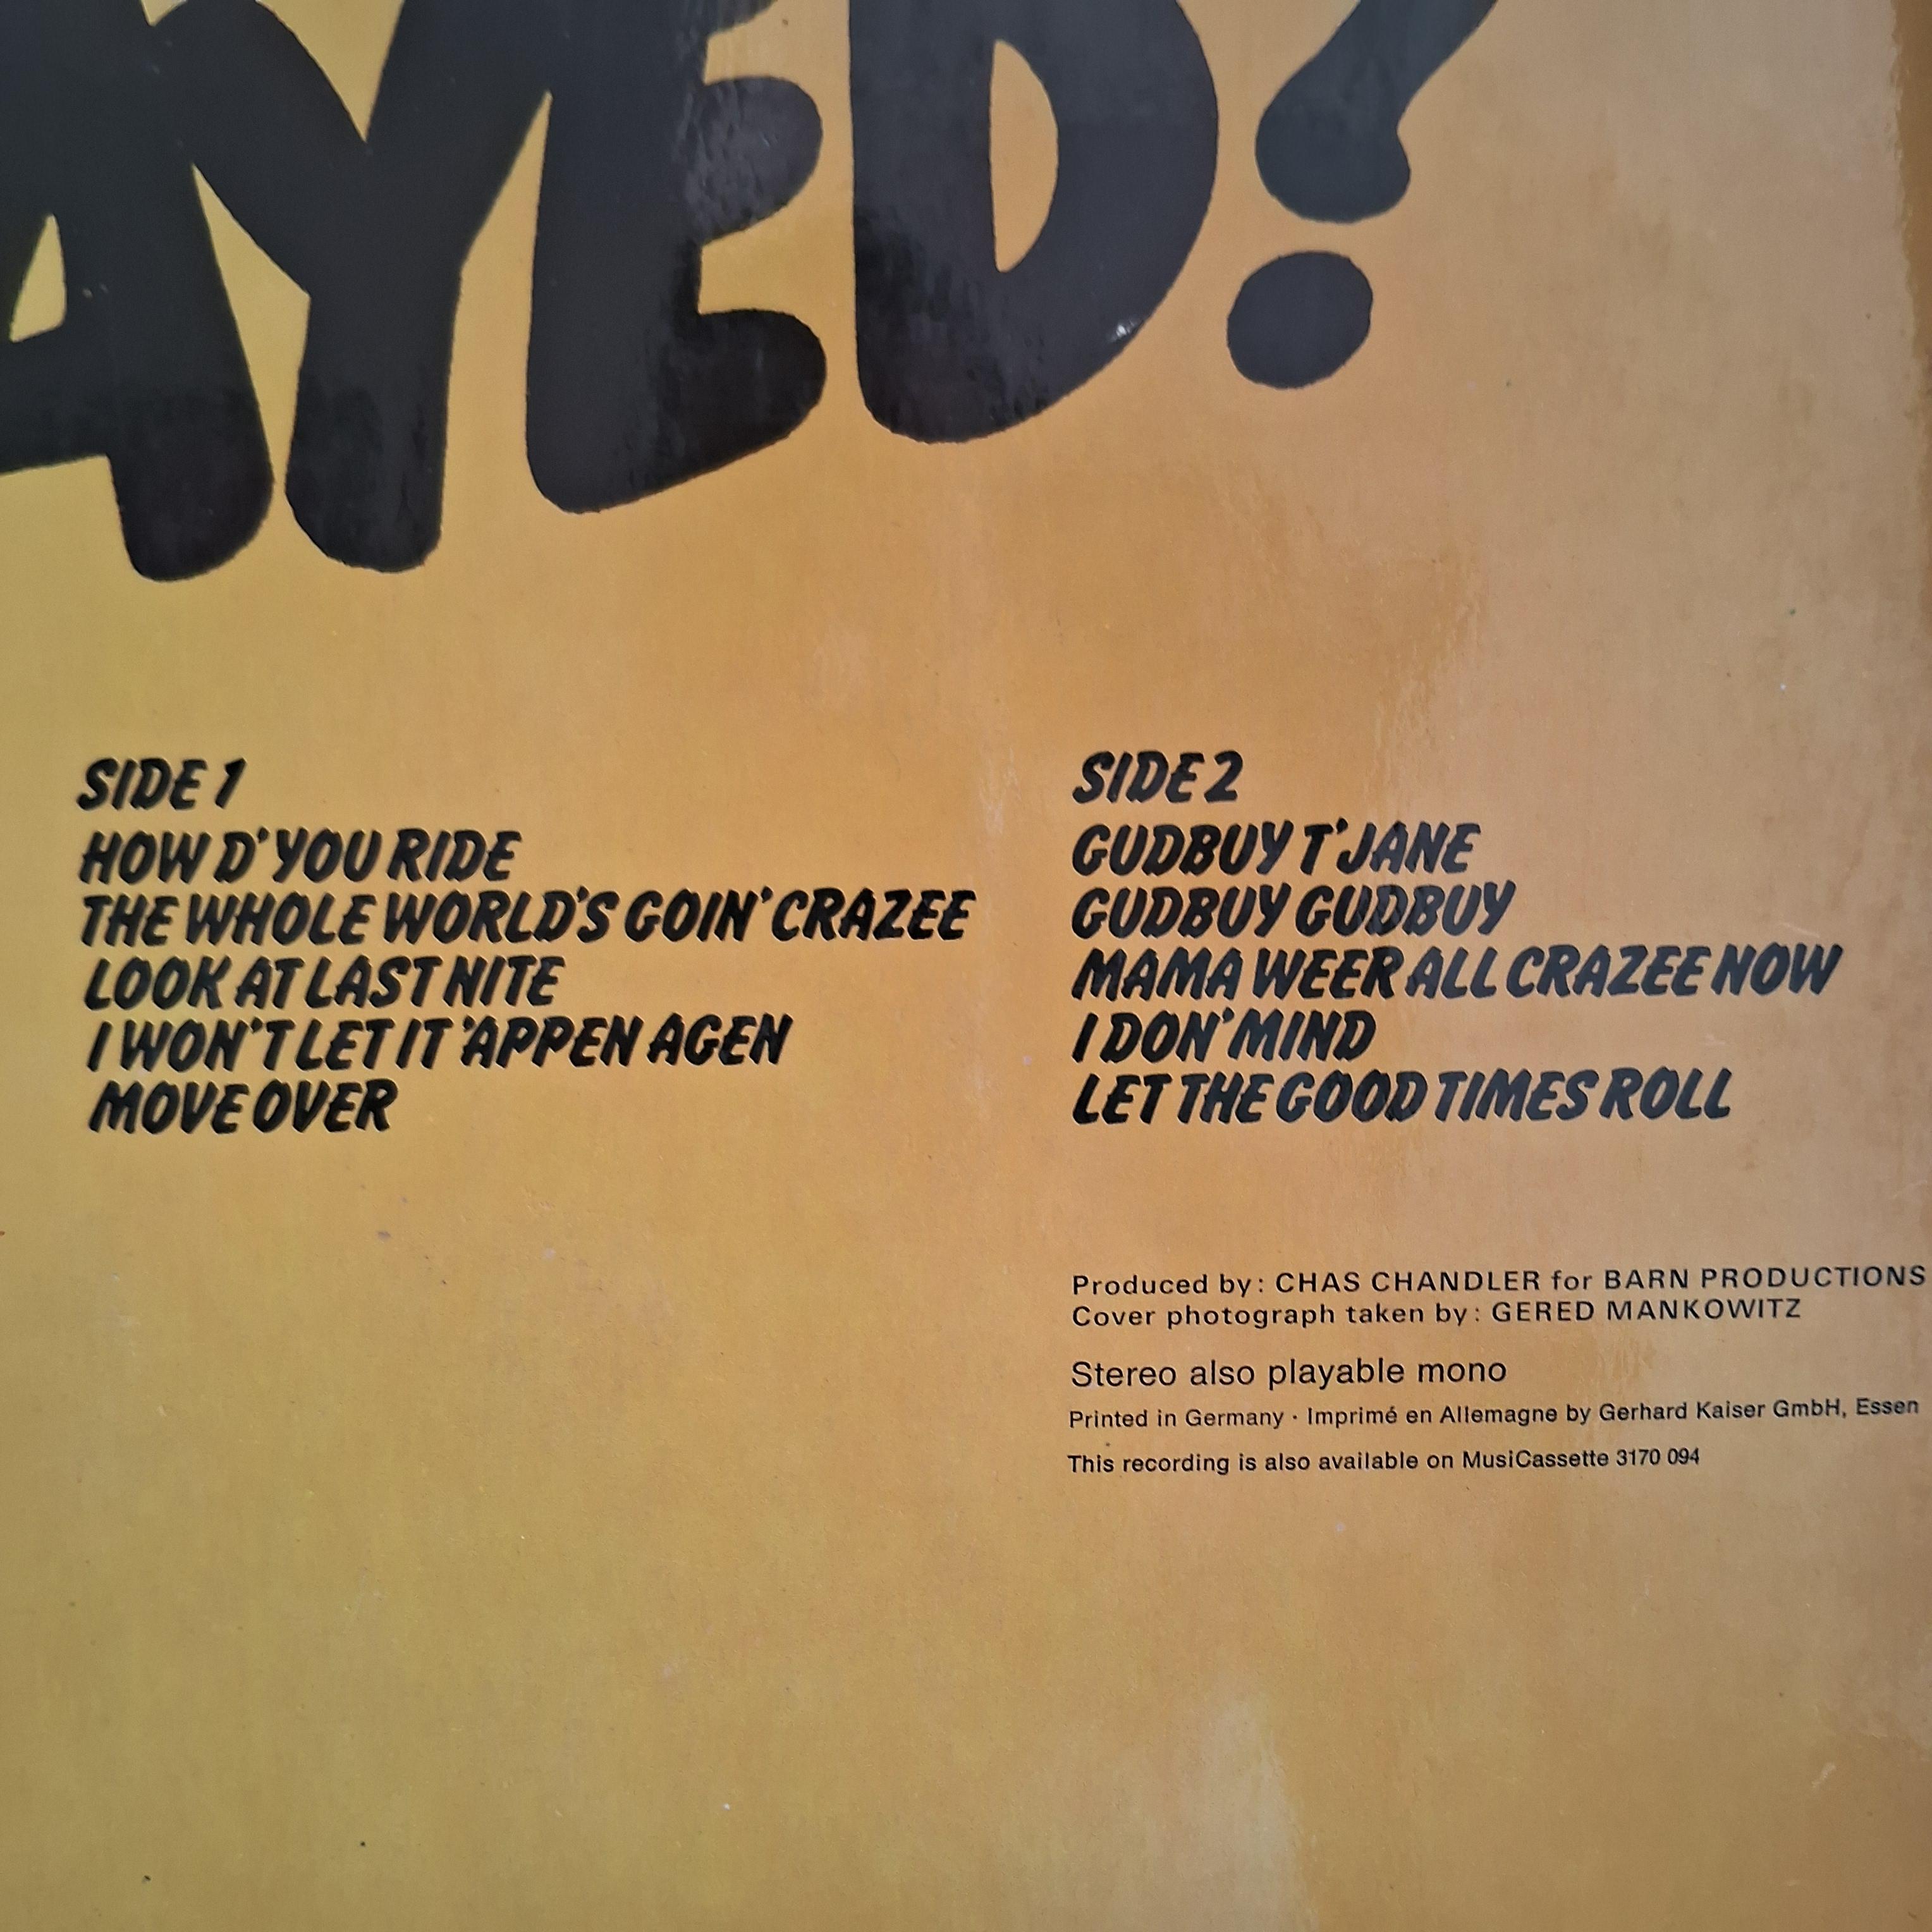 AYED?
SIDE 1
HOW D'YOU RIDE
THE WHOLE WORLD'S GOIN' CRAZEE
LOOK AT LAST NITE
I WON'T LET IT 'APPEN AGEN
MOVE OVER
SIDE 2
GUDBUY T'JANE
GUDBUY GUDBUY
MAMA WEER ALL CRAZEE NOW
I DON' MIND
LET THE GOOD TIMES ROLL
Produced by: CHAS CHANDLER for BARN PRODUCTIONS
Cover photograph taken by: GERED MANKOWITZ
Stereo also playable mono
Printed in Germany · Imprimé en Allemagne by Gerhard Kaiser GmbH, Essen
This recording is also available on MusiCassette 3170 094